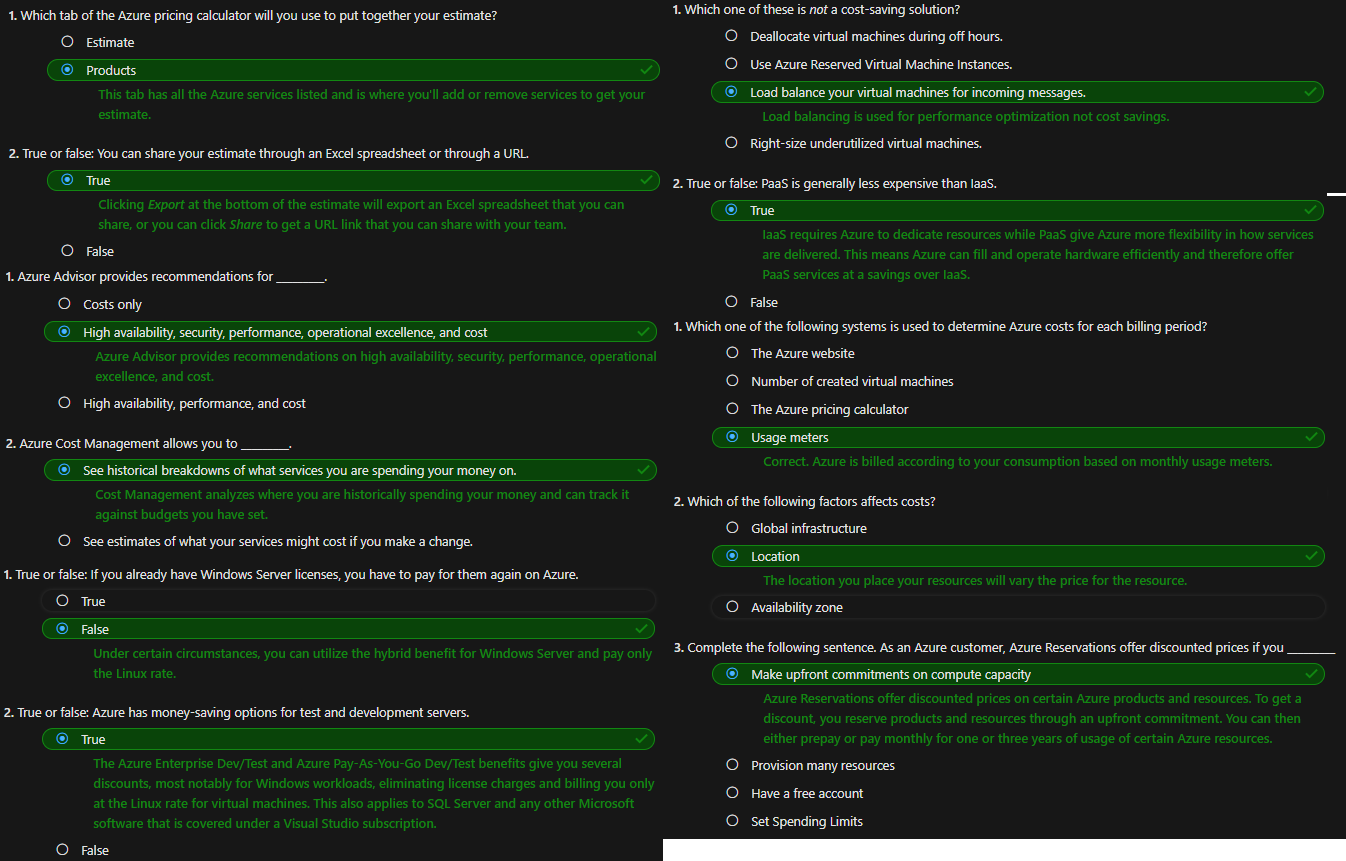 1. Which tab of the Azure pricing calculator will you use to put together your estimate?
Estimate
Products
This tab has all the Azure services listed and is where you'll add or remove services to get your
estimate.
2. True or false: You can share your estimate through an Excel spreadsheet or through a URL.
True
Clicking Export at the bottom of the estimate will export an Excel spreadsheet that you can
share, or you can click Share to get a URL link that you can share with your team.
False
1. Azure Advisor provides recommendations for ________.
Costs only
High availability, security, performance, operational excellence, and cost
Azure Advisor provides recommendations on high availability, security, performance, operational
excellence, and cost.
High availability, performance, and cost
2. Azure Cost Management allows you to ________.
See historical breakdowns of what services you are spending your money on.
Cost Management analyzes where you are historically spending your money and can track it
against budgets you have set.
See estimates of what your services might cost if you make a change.
1. True or false: If you already have Windows Server licenses, you have to pay for them again on Azure.
True
False
Under certain circumstances, you can utilize the hybrid benefit for Windows Server and pay only
the Linux rate.
2. True or false: Azure has money-saving options for test and development servers.
True
The Azure Enterprise Dev/Test and Azure Pay-As-You-Go Dev/Test benefits give you several
discounts, most notably for Windows workloads, eliminating license charges and billing you only
at the Linux rate for virtual machines. This also applies to SQL Server and any other Microsoft
software that is covered under a Visual Studio subscription.
False
1. Which one of these is not a cost-saving solution?
Deallocate virtual machines during off hours.
Use Azure Reserved Virtual Machine Instances.
Load balance your virtual machines for incoming messages.
Load balancing is used for performance optimization not cost savings.
Right-size underutilized virtual machines.
2. True or false: PaaS is generally less expensive than IaaS.
True
IaaS requires Azure to dedicate resources while PaaS give Azure more flexibility in how services
are delivered. This means Azure can fill and operate hardware efficiently and therefore offer
PaaS services at a savings over IaaS.
False
1. Which one of the following systems is used to determine Azure costs for each billing period?
The Azure website
Number of created virtual machines
The Azure pricing calculator
Usage meters
Correct. Azure is billed according to your consumption based on monthly usage meters.
2. Which of the following factors affects costs?
Global infrastructure
Location
The location you place your resources will vary the price for the resource.
Availability zone
3. Complete the following sentence. As an Azure customer, Azure Reservations offer discounted prices if you ________
Make upfront commitments on compute capacity
Azure Reservations offer discounted prices on certain Azure products and resources. To get a
discount, you reserve products and resources through an upfront commitment. You can then
either prepay or pay monthly for one or three years of usage of certain Azure resources.
Provision many resources
Have a free account
Set Spending Limits